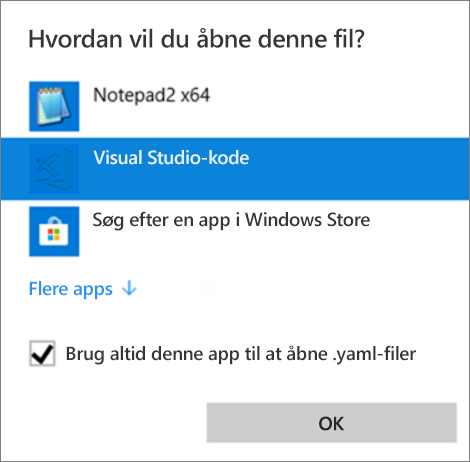 Hvordan vil du åbne denne fil?
Notepad2 x64
Visual Studio-kode
Søg efter en app i Windows Store
Flere apps
Brug altid denne app til at åbne .yaml-filer
OK